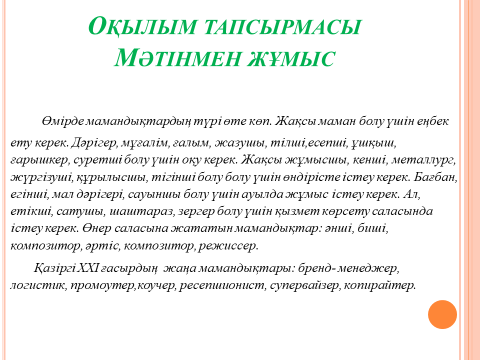 ОҚЫЛЫМ ТАПСЫРМАСЫ
МӘТІНМЕН ЖҰМЫС
Өмірде мамандықтардың түрі өте көп. Жақсы маман болу үшін еңбек
ету керек. Дәрігер, мұғалім, ғалым, жазушы, тілші,есепші, ұшқыш,
ғарышкер, суретші болу үшін оқу керек. Жақсы жұмысшы, кенші, металлург,
жүргізуші, құрылысшы, тігінші болу болу үшін өндірісте істеу керек. Бағбан,
егінші, мал дәрігері, сауыншы болу үшін ауылда жұмыс істеу керек. Ал,
етікші, сатушы, шаштараз, зергер болу үшін қызмет көрсету саласында
істеу керек. Өнер саласына жататын мамандықтар: әнші, биші,
композитор, әртіс, композитор, режиссер.
Қазіргі XXI ғасырдың жаңа мамандықтары: бренд- менеджер,
логистик, промоутер,коучер, ресепшионист, супервайзер, копирайтер.